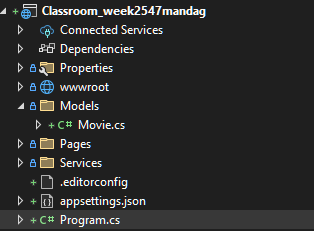 Classroom_week2547mandag
Connected Services
Dependencies
Properties
wwwroot
Models
C# Movie.cs
Pages
Services
.editorconfig
appsettings.json
C# Program.cs